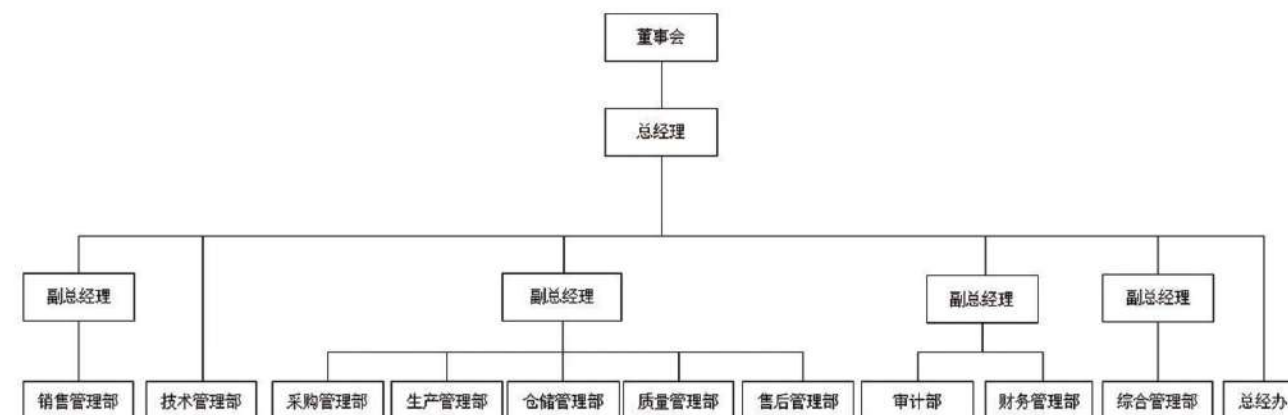 董事会
总经理
副总经理 副总经理 副总经理 副总经理
销售管理部 技术管理部 采购管理部 生产管理部 仓储管理部 质量管理部 售后管理部 审计部 财务管理部 综合管理部 总经办